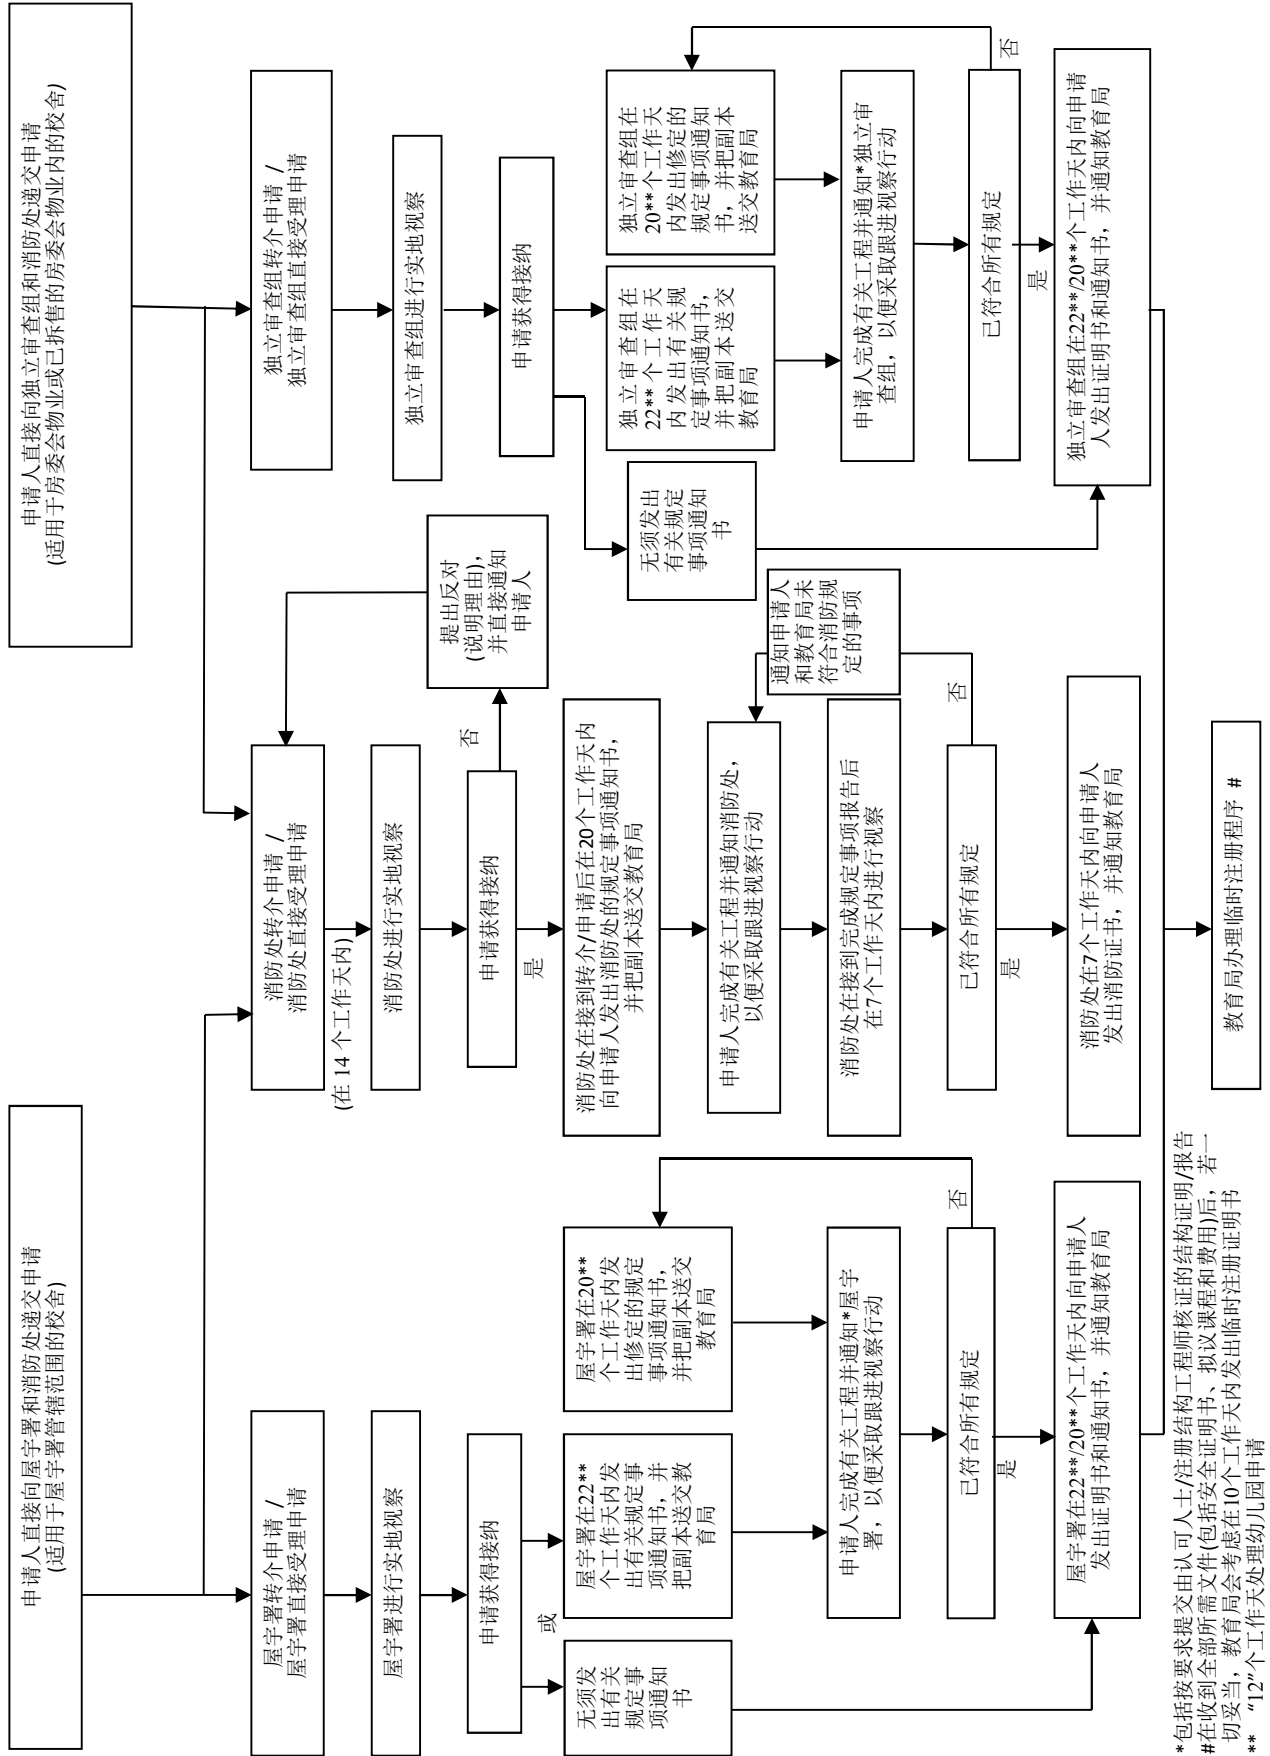 申请人直接向屋宇署和消防处递交申请
(适用于屋宇署管辖范围的校舍)
申请人直接向独立审查组和消防处递交申请
(适用于房委会物业或已拆售的房委会物业内的校舍)
屋宇署转介申请 /
屋宇署直接受理申请
屋宇署进行实地视察
申请获得接纳
或
无须发
出有关
规定事
项通知
书
屋宇署在22**
个工作天内发
出有关规定事
项通知书，并
把副本送交教
育局
屋宇署在20**
个工作天内发
出修定的规定
事项通知书，
并把副本送交
教育局
申请人完成有关工程并通知*屋宇
署，以便采取跟进视察行动
已符合所有规定
否
是
屋宇署在22**/20**个工作天内向申请人
发出证明书和通知书，并通知教育局
消防处转介申请 /
消防处直接受理申请
(在 14 个工作天内)
消防处进行实地视察
申请获得接纳
否
是
提出反对
(说明理由)，
并直接通知
申请人
消防处在接到转介/申请后在20个工作天内
向申请人发出消防处的规定事项通知书，
并把副本送交教育局
申请人完成有关工程并通知消防处，
以便采取跟进视察行动
通知申请人
和教育局未
符合消防规
定的事项
消防处在接到完成规定事项报告后
在7个工作天内进行视察
已符合所有规定
否
是
消防处在7个工作天内向申请人
发出消防证书，并通知教育局
独立审查组转介申请 /
独立审查组直接受理申请
独立审查组进行实地视察
申请获得接纳
无须发出
有关规定
事项通知
书
独立审查组在
22**个工作天
内发出有关规
定事项通知书，
并把副本送交
教育局
独立审查组在
20**个工作天
内发出修定的
规定事项通知
书，并把副本
送交教育局
申请人完成有关工程并通知*独立审
查组，以便采取跟进视察行动
已符合所有规定
否
是
独立审查组在22**/20**个工作天内向申请
人发出证明书和通知书，并通知教育局
教育局办理临时注册程序 #
*包括按要求提交由认可人士/注册结构工程师核证的结构证明/报告
#在收到全部所需文件(包括安全证明书、拟议课程和费用)后，若一
切妥当，教育局会考虑在10个工作天内发出临时注册证明书
** “12”个工作天处理幼儿园申请